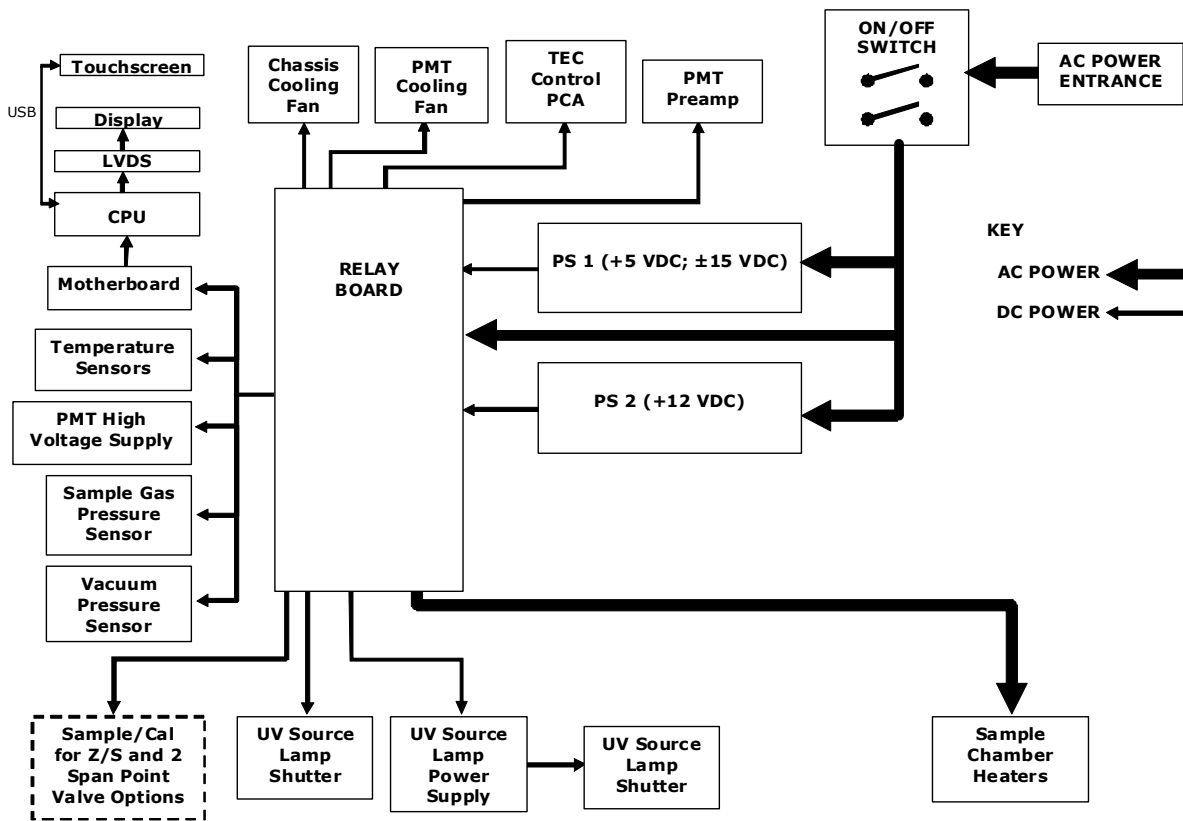 Touchscreen
USB
Display
LVDS
CPU
Motherboard
Temperature
Sensors
PMT High
Voltage Supply
Sample Gas
Pressure
Sensor
Vacuum
Pressure
Sensor
Chassis
Cooling
Fan
PMT
Cooling
Fan
TEC
Control
PCA
PMT
Preamp
ON/OFF
SWITCH
AC POWER
ENTRANCE
RELAY
BOARD
PS 1 (+5 VDC; ±15 VDC)
PS 2 (+12 VDC)
KEY
AC POWER
DC POWER
Sample/Cal
for Z/S and 2
Span Point
Valve Options
UV Source
Lamp
Shutter
UV Source
Lamp
Power
Supply
UV Source
Lamp
Shutter
Sample
Chamber
Heaters